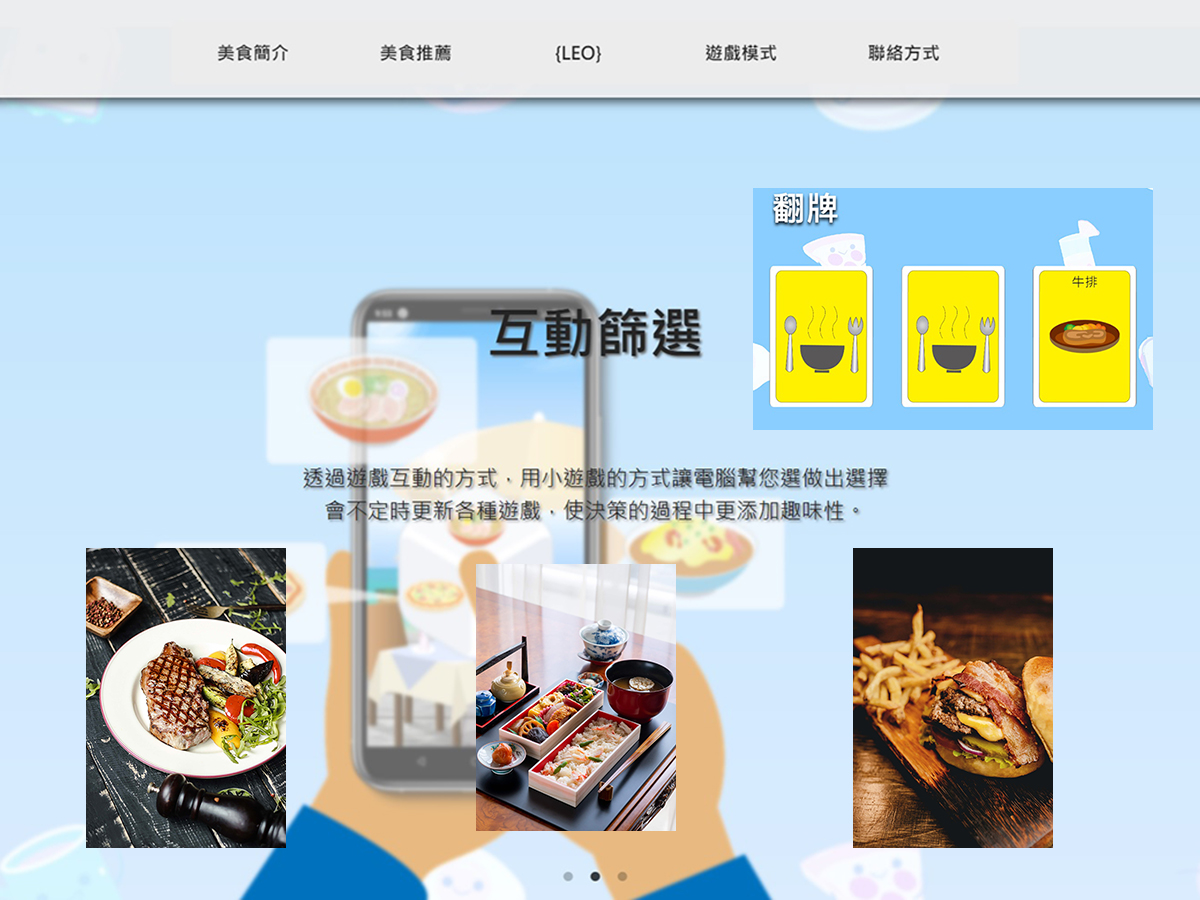 美食簡介
美食推薦
{LEO}
遊戲模式
聯絡方式
翻牌
牛排
互動篩選
透過遊戲互動的方式，用小遊戲的方式讓電腦幫您選做出選擇
會不定時更新各種遊戲，使決策的過程中更添加趣味性。